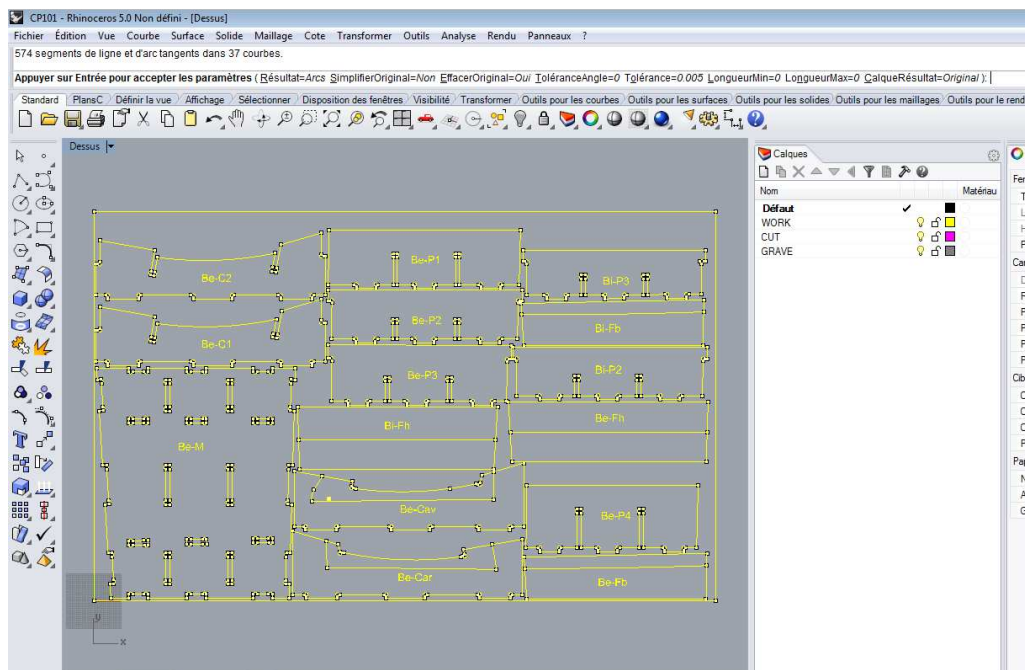 CP101 - Rhinoceros 5.0 Non défini - [Dessus]
Fichier Édition Vue Courbe Surface Solide Maillage Cote Transformer Outils Analyse Rendu Panneaux ?
574 segments de ligne et d'arc tangents dans 37 courbes.
Appuyer sur Entrée pour accepter les paramètres ( Résultat=Arcs SimplifierOriginal=Non EffacerOriginal=Oui ToléranceAngle=0 Tolérance=0.005 LongueurMin=0 LongueurMax=0 CalqueRésultat=Original ):
Standard PlansC Définir la vue Affichage Sélectionner Disposition des fenêtres Visibilité Transformer Outils pour les courbes Outils pour les surfaces Outils pour les solides Outils pour les maillages Outils pour le rend
Dessus
Calques
Nom Matériau
Défaut
WORK
CUT
GRAVE
Be-C2
Be-P1
Bi-P3
Be-C1
Be-P2
Bi-Fb
Be-P3
Bi-P2
Be-M
Bi-Fh
Be-Fh
Be-Cav
Be-P4
Be-Car
Be-Fb
y
x